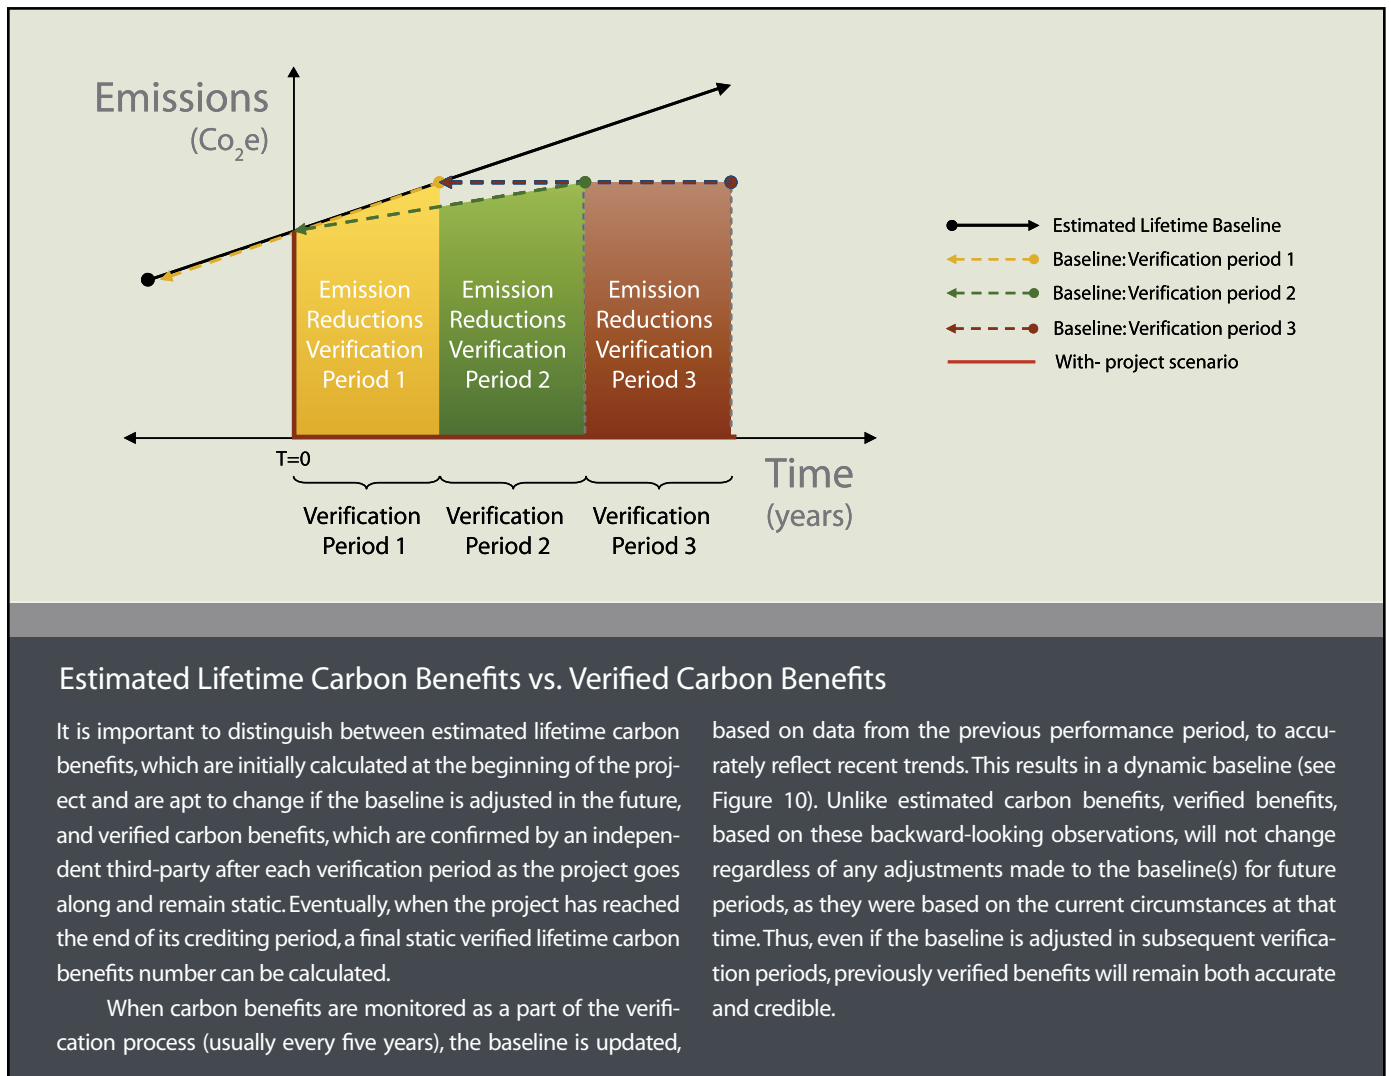 Emissions
(Co2e)
Emission
Reductions
Verification
Period 1
Emission
Reductions
Verification
Period 2
Emission
Reductions
Verification
Period 3
Estimated Lifetime Baseline
Baseline: Verification period 1
Baseline: Verification period 2
Baseline: Verification period 3
With- project scenario
T=0
Time
(years)
Verification
Period 1
Verification
Period 2
Verification
Period 3
Estimated Lifetime Carbon Benefits vs. Verified Carbon Benefits
It is important to distinguish between estimated lifetime carbon
benefits, which are initially calculated at the beginning of the proj-
ect and are apt to change if the baseline is adjusted in the future,
and verified carbon benefits, which are confirmed by an indepen-
dent third-party after each verification period as the project goes
along and remain static. Eventually, when the project has reached
the end of its crediting period, a final static verified lifetime carbon
benefits number can be calculated.
When carbon benefits are monitored as a part of the verifi-
cation process (usually every five years), the baseline is updated,
based on data from the previous performance period, to accu-
rately reflect recent trends. This results in a dynamic baseline (see
Figure 10). Unlike estimated carbon benefits, verified benefits,
based on these backward-looking observations, will not change
regardless of any adjustments made to the baseline(s) for future
periods, as they were based on the current circumstances at that
time. Thus, even if the baseline is adjusted in subsequent verifica-
tion periods, previously verified benefits will remain both accurate
and credible.